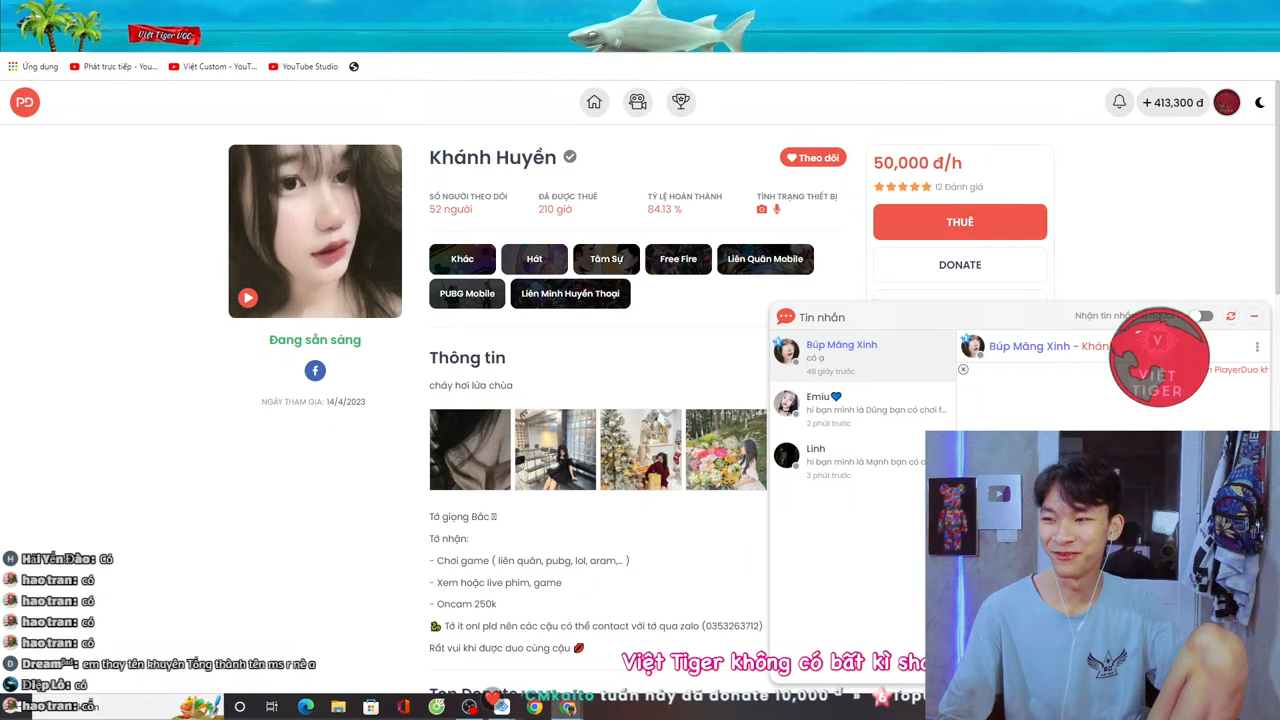 Việt Tiger VOC
Ứng dụng
Phát trực tiếp - You...
Việt Custom - YouT...
YouTube Studio
PD
+ 413,300 đ
Khánh Huyền
Theo dõi
SỐ NGƯỜI THEO DÕI
ĐÃ ĐƯỢC THUÊ
TỶ LỆ HOÀN THÀNH
TÌNH TRẠNG THIẾT BỊ
52 người
210 giờ
84.13 %
Khác
Hát
Tâm Sự
Free Fire
Liên Quân Mobile
PUBG Mobile
Liên Minh Huyền Thoại
50,000 đ/h
12 Đánh giá
THUÊ
DONATE
Đang sẵn sàng
NGÀY THAM GIA: 14/4/2023
Thông tin
cháy hơi lửa chùa
Tớ giọng Bắc
Tớ nhận:
- Chơi game ( liên quân, pubg, lol, aram,... )
- Xem hoặc live phim, game
- Oncam 250k
Tớ ít onl pld nên các cậu có thể contact với tớ qua zalo (0353263712)
Rất vui khi được duo cùng cậu
Tin nhắn
Nhận tin nhắn
Búp Măng Xinh
có ạ
48 giây trước
Emiu
hi bạn mình là Dũng bạn có chơi f...
2 phút trước
Linh
hi bạn mình là Mạnh bạn có c
3 phút trước
Búp Măng Xinh - Khán
PlayerDuo kh
V
VIỆT
TIGER
Hải Yến Đào: Có
hao tran: có
hao tran: có
hao tran: có
hao tran: có
Dream: em thay tên khuyên Tổng thành tên ms r nè a
Điệp Lô: có
hao tran: có
Việt Tiger không có bất kì
CMkaito tuần này đã donate 10,000 đ » Top